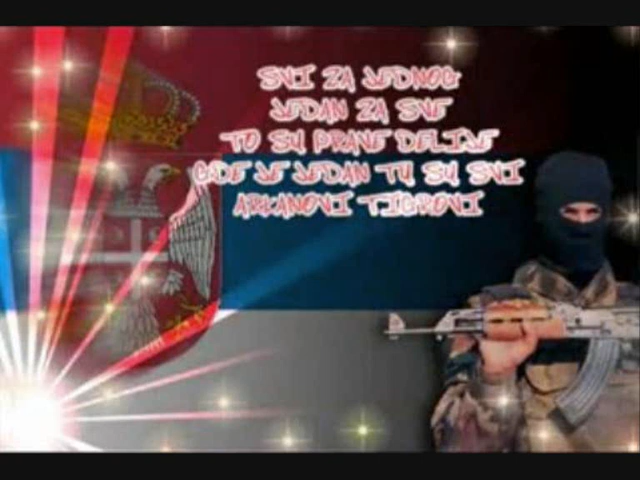 SVI ZA JEDNOG
JEDAN ZA SVE
TO SU PRAVE DELIJE
GDE JE JEDAN TU SU SVI
ARKANOVI TIGROVI